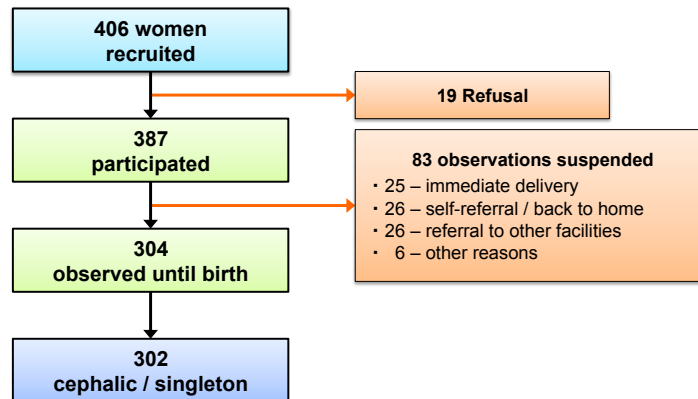 406 women
recruited
19 Refusal
387
participated
83 observations suspended
・25 – immediate delivery
・26 – self-referral / back to home
・26 – referral to other facilities
・ 6 – other reasons
304
observed until birth
302
cephalic / singleton